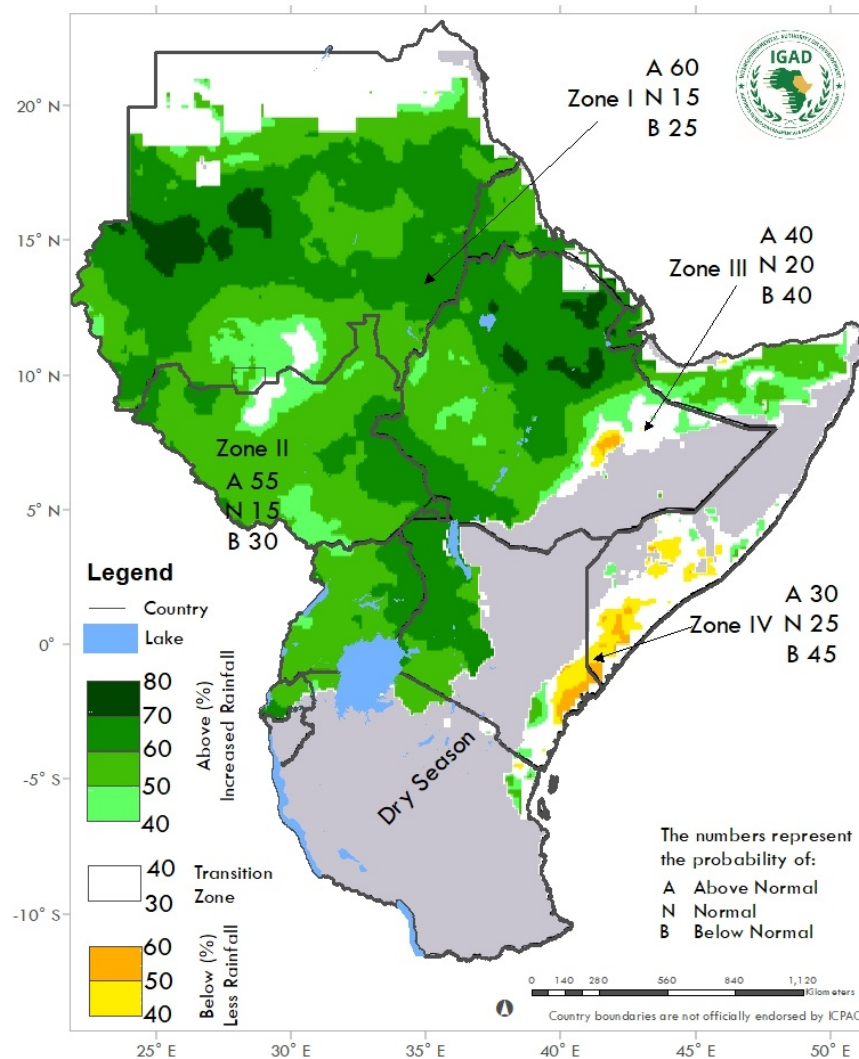 IGAD
A 60
Zone I N 15
B 25
A 40
Zone III N 20
B 40
Zone II
A 55
N 15
B 30
A 30
Zone IV N 25
B 45
Dry Season
20° N
15° N
10° N
5° N
0°
-5° S
-10° S
25° E
30° E
35° E
40° E
45° E
50° E
Legend
Country
Lake
80
70
60
50
40
Above (%)
Increased Rainfall
40
30
Transition
Zone
60
50
40
Below (%)
Less Rainfall
The numbers represent
the probability of:
A Above Normal
N Normal
B Below Normal
0 140 280 560 840 1,120
Kilometers
Country boundaries are not officially endorsed by ICPAC